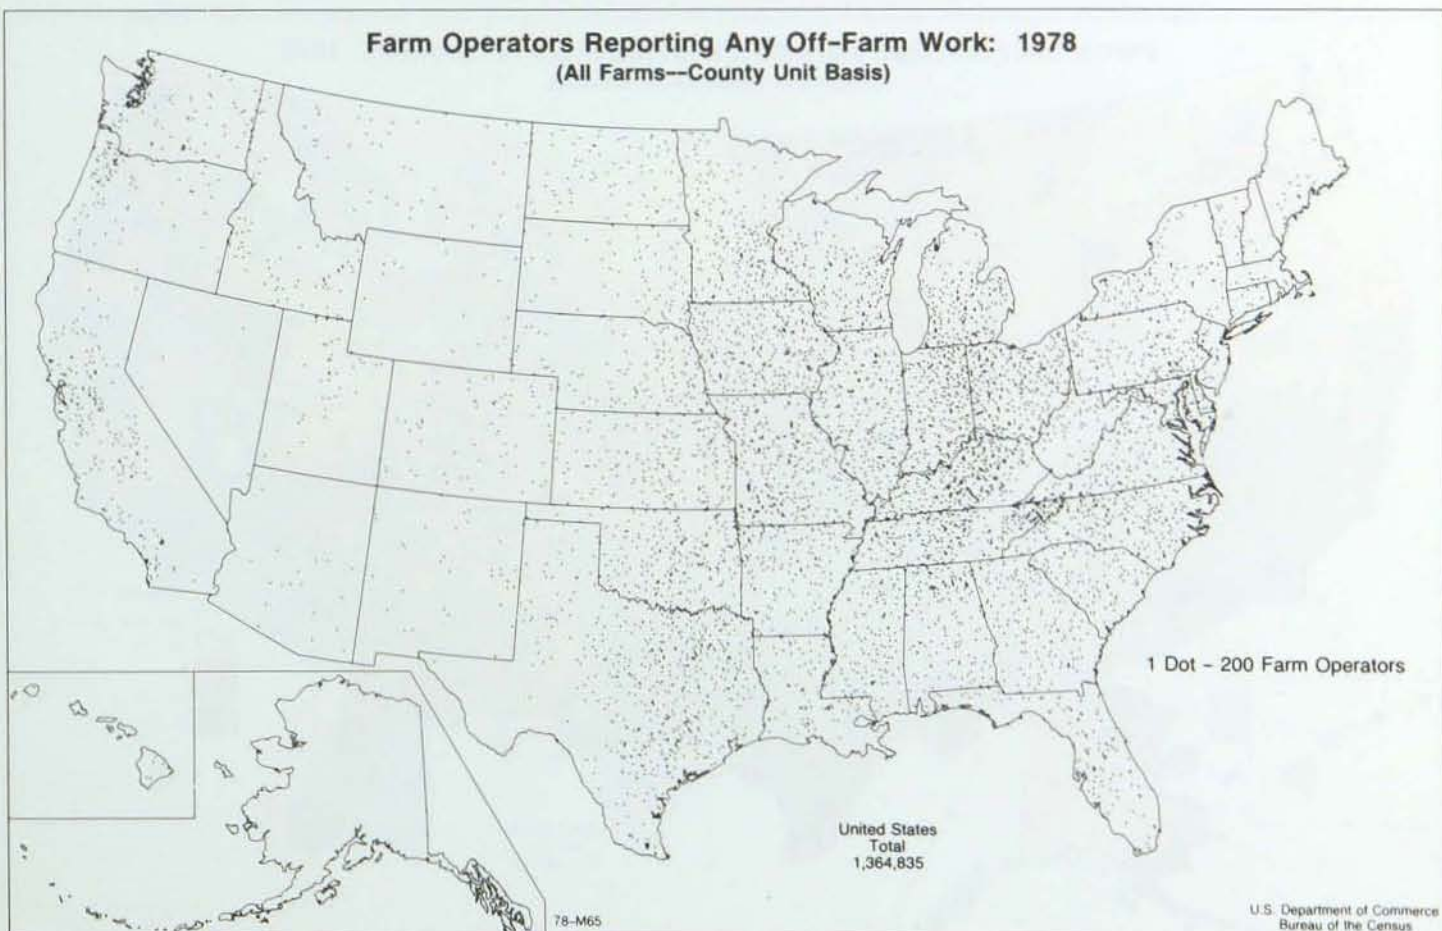 Farm Operators Reporting Any Off-Farm Work: 1978
(All Farms--County Unit Basis)
1 Dot - 200 Farm Operators
United States
Total
1,364,835
78-M65
U.S. Department of Commerce
Bureau of the Census